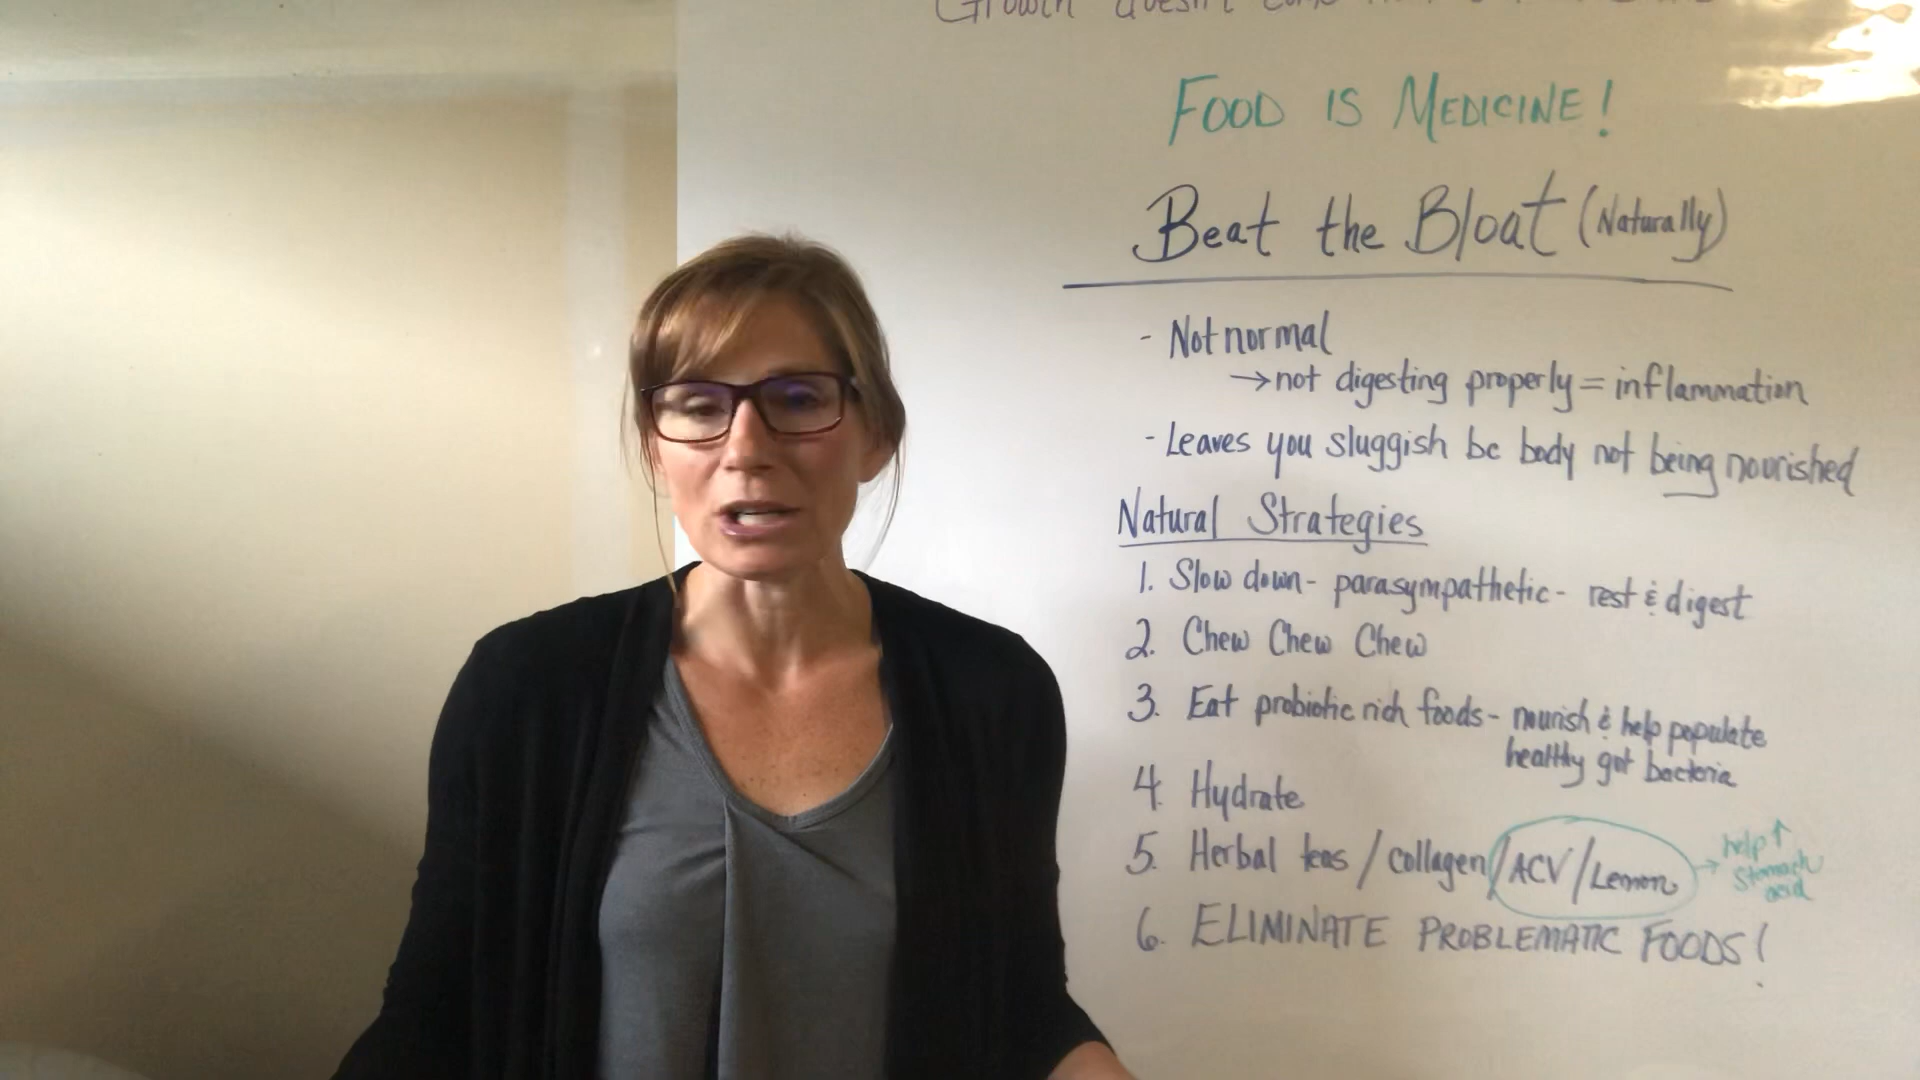 Growth doesn't come
FOOD IS MEDICINE!
Beat the Bloat (Naturally)
- Not normal
→ not digesting properly = inflammation
- Leaves you sluggish bc body not being nourished
Natural Strategies
1. Slow down - parasympathetic - rest & digest
2. Chew Chew Chew
3. Eat probiotic rich foods - nourish & help populate
healthy gut bacteria
4. Hydrate
5. Herbal teas / collagen / ACV / Lemon → help ↑
stomach
acid
6. ELIMINATE PROBLEMATIC FOODS!